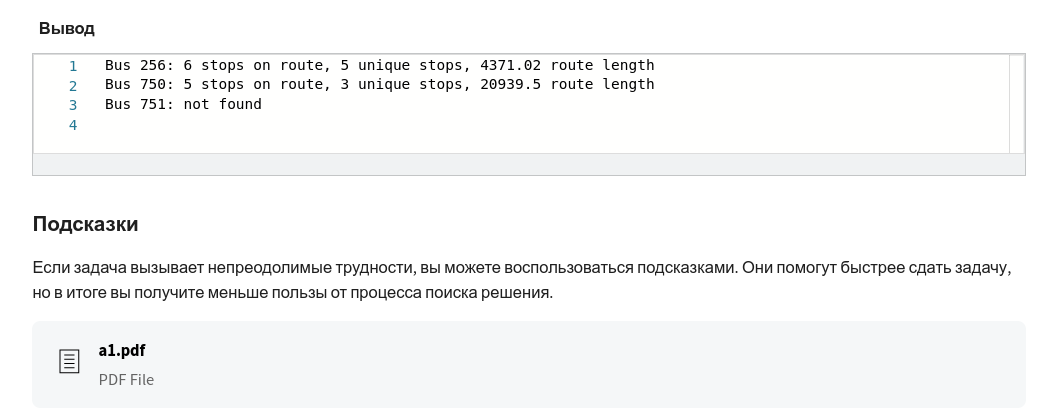 Вывод
1 Bus 256: 6 stops on route, 5 unique stops, 4371.02 route length
2 Bus 750: 5 stops on route, 3 unique stops, 20939.5 route length
3 Bus 751: not found
4
Подсказки
Если задача вызывает непреодолимые трудности, вы можете воспользоваться подсказками. Они помогут быстрее сдать задачу,
но в итоге вы получите меньше пользы от процесса поиска решения.
a1.pdf
PDF File